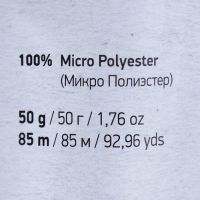 100% Micro Polyester
(Микро Полиэстер)
50 g / 50 г / 1,76 oz
85 m / 85 м / 92,96 yds